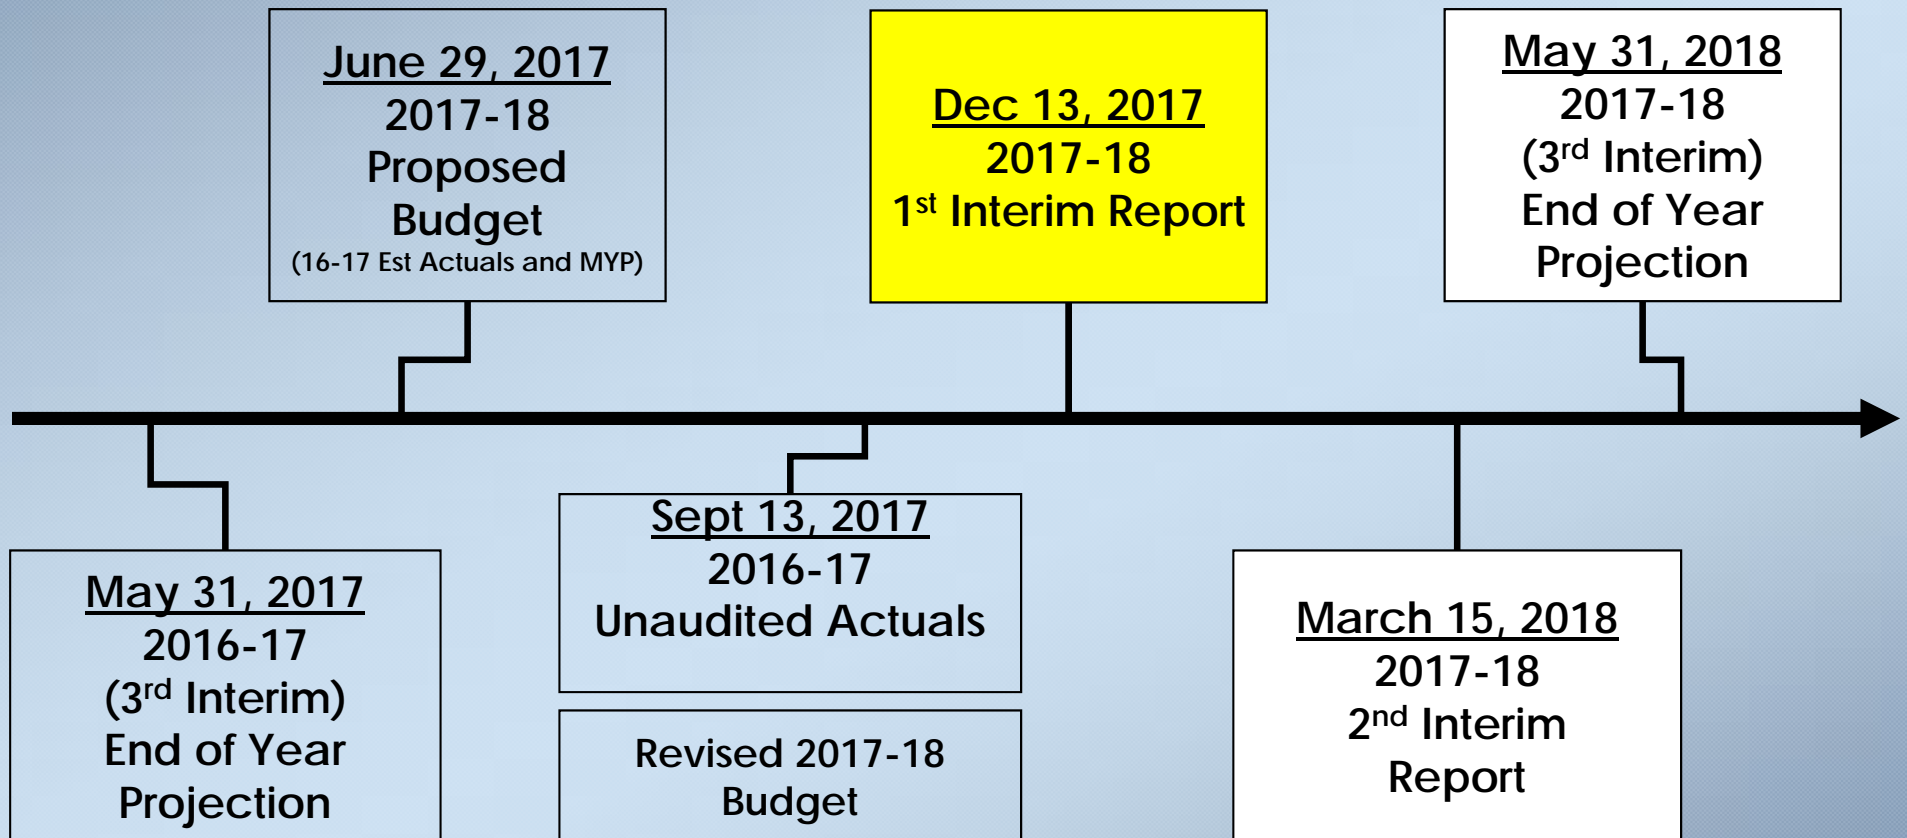 June 29, 2017
2017-18
Proposed
Budget
(16-17 Est Actuals and MYP)
Dec 13, 2017
2017-18
1st Interim Report
May 31, 2018
2017-18
(3rd Interim)
End of Year
Projection
May 31, 2017
2016-17
(3rd Interim)
End of Year
Projection
Sept 13, 2017
2016-17
Unaudited Actuals
Revised 2017-18
Budget
March 15, 2018
2017-18
2nd Interim
Report